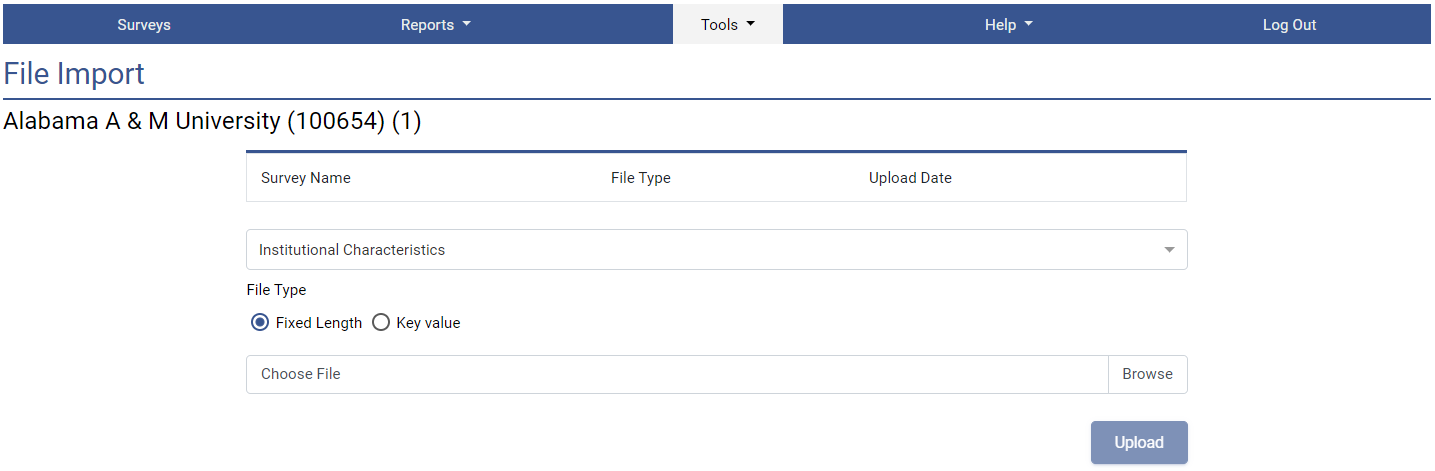 Surveys Reports Tools Help Log Out
File Import
Alabama A & M University (100654) (1)
Survey Name File Type Upload Date
Institutional Characteristics
File Type
Fixed Length Key value
Choose File Browse
Upload